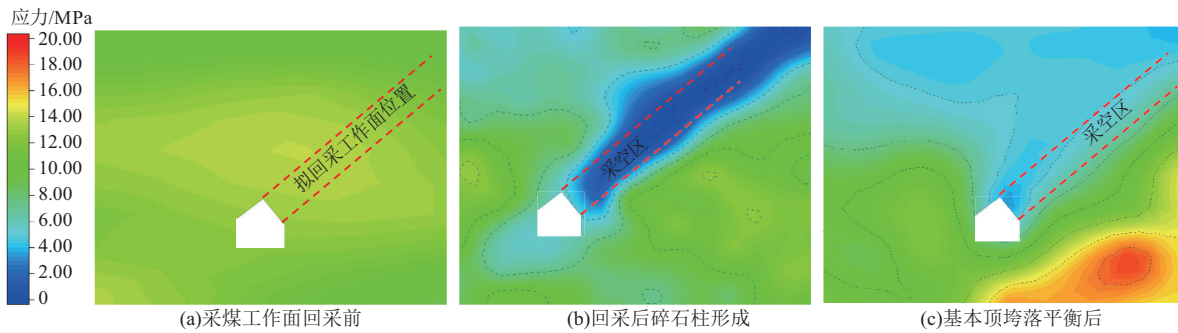 应力/MPa
20.00
18.00
16.00
14.00
12.00
10.00
8.00
6.00
4.00
2.00
0
拟回采工作面位置
采空区
采空区
(a)采煤工作面回采前
(b)回采后碎石柱形成
(c)基本顶垮落平衡后